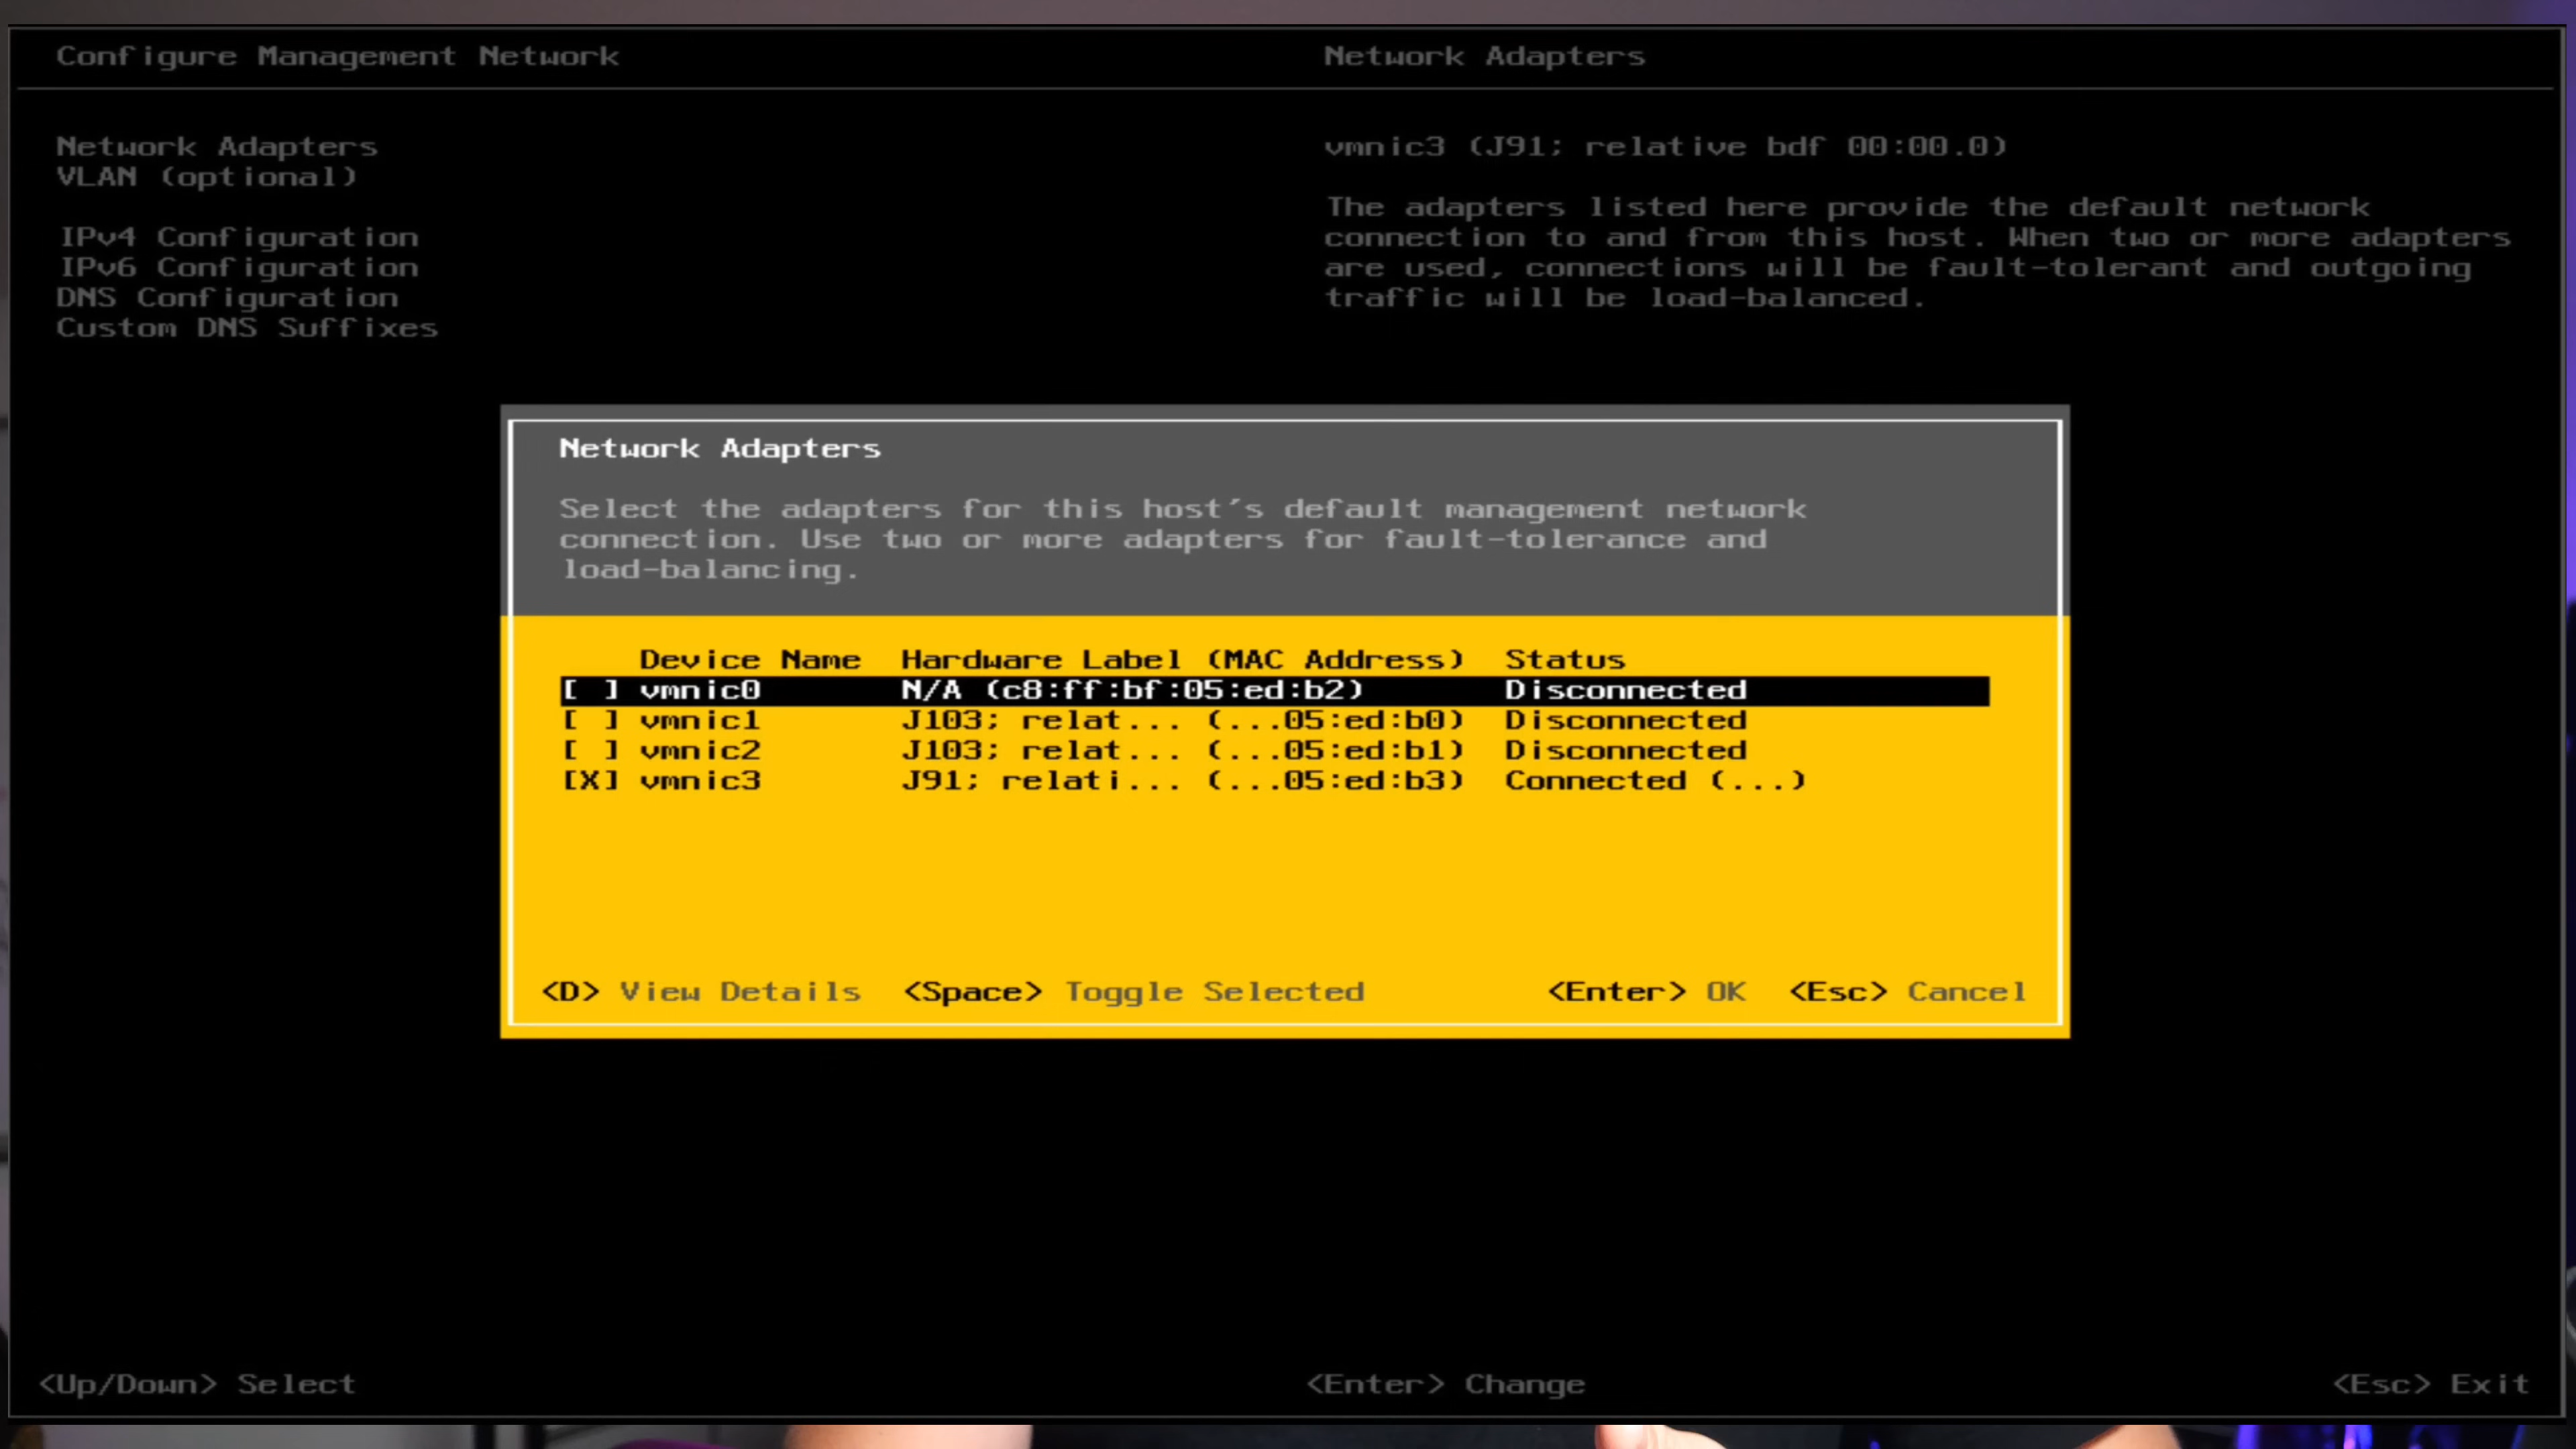 Configure Management Network
Network Adapters
Network Adapters
VLAN (optional)
IPv4 Configuration
IPv6 Configuration
DNS Configuration
Custom DNS Suffixes
vmnic3 (J91; relative bdf 00:00.0)
The adapters listed here provide the default network
connection to and from this host. When two or more adapters
are used, connections will be fault-tolerant and outgoing
traffic will be load-balanced.
Network Adapters
Select the adapters for this host's default management network
connection. Use two or more adapters for fault-tolerance and
load-balancing.
Device Name Hardware Label (MAC Address) Status
[ ] vmnic0 N/A (c8:ff:bf:05:ed:b2) Disconnected
[ ] vmnic1 J103; relat... (...05:ed:b0) Disconnected
[ ] vmnic2 J103; relat... (...05:ed:b1) Disconnected
[X] vmnic3 J91; relati... (...05:ed:b3) Connected (...)
<D> View Details <Space> Toggle Selected <Enter> OK <Esc> Cancel
<Up/Down> Select <Enter> Change <Esc> Exit